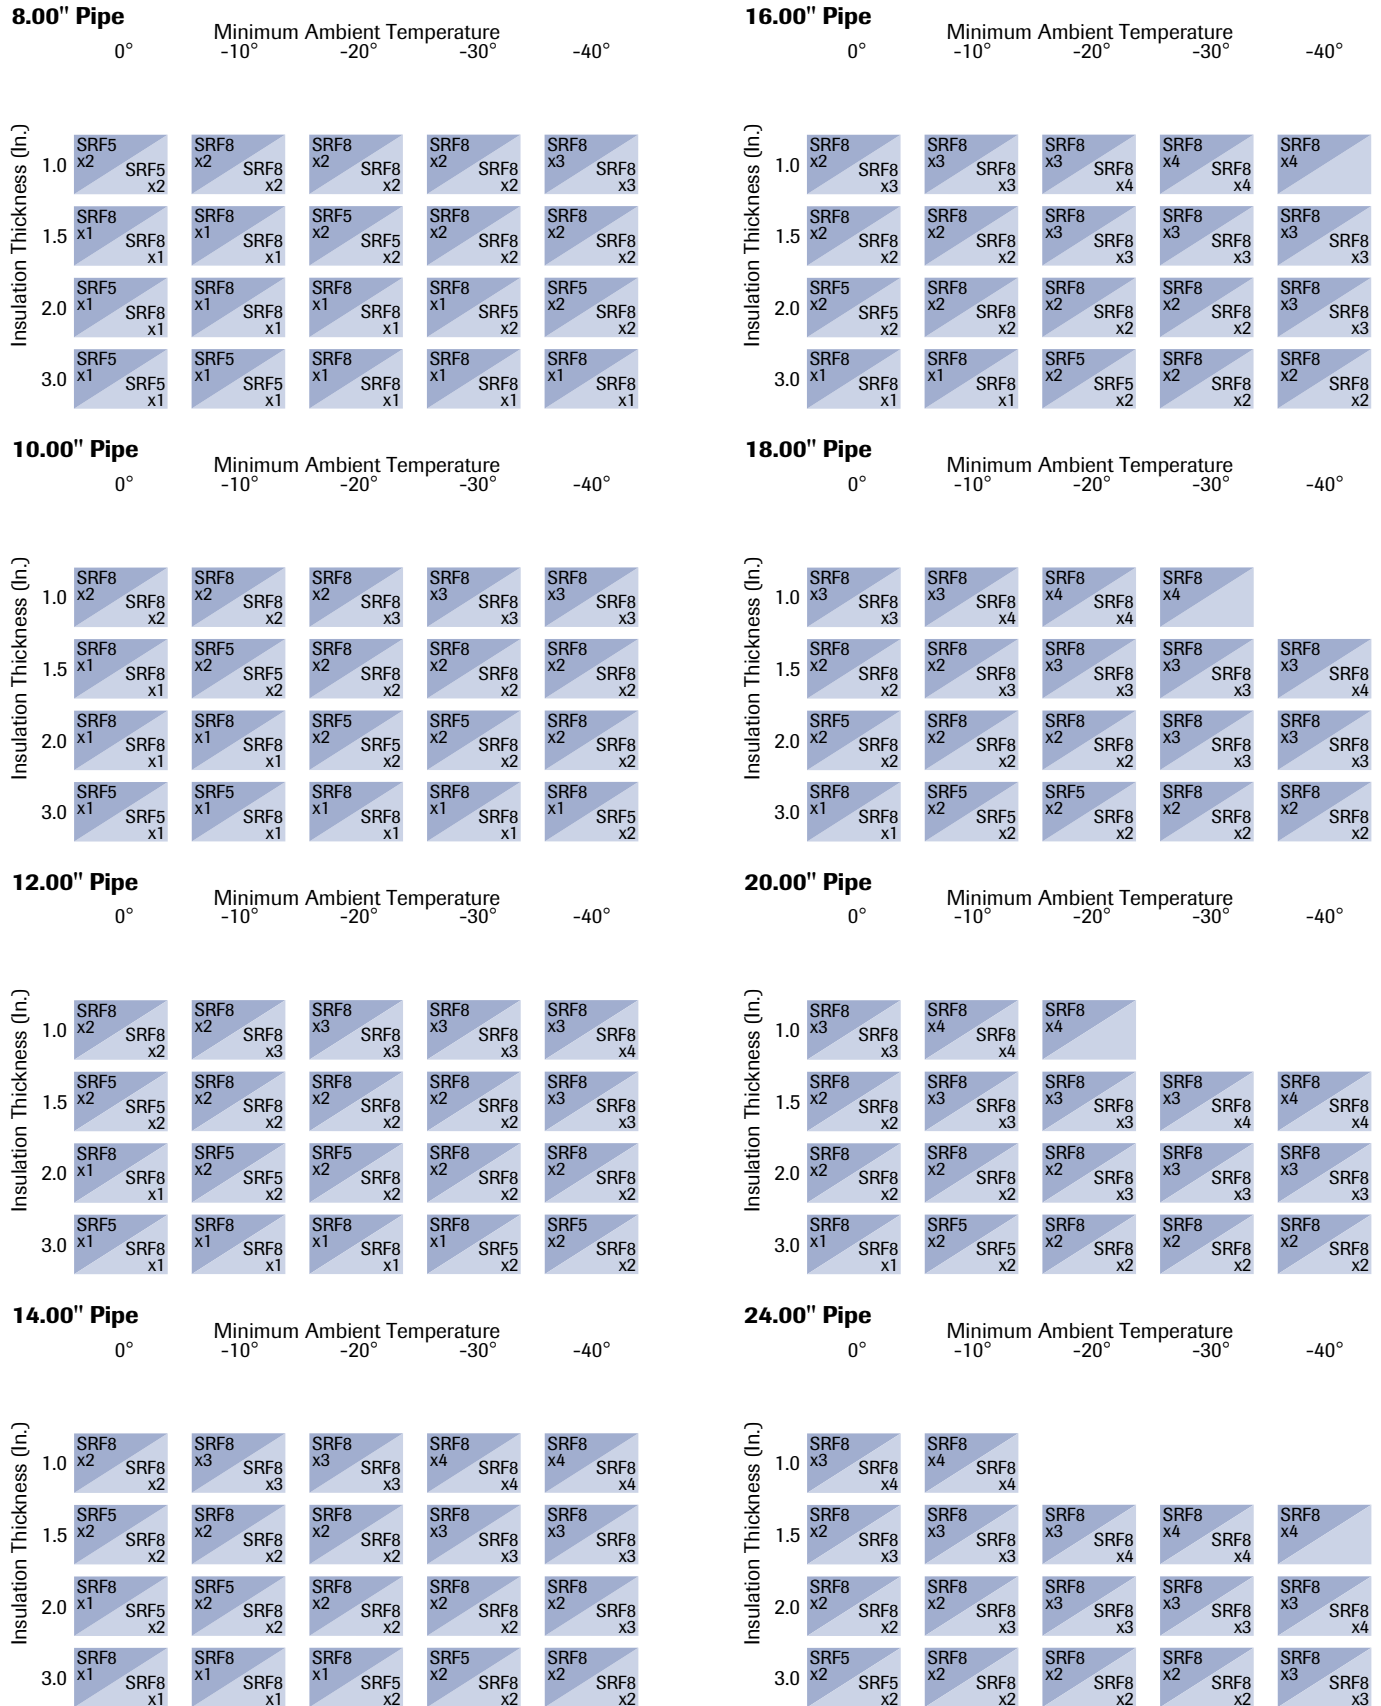 8.00" Pipe
Minimum Ambient Temperature
0° -10° -20° -30° -40°
Insulation Thickness (In.)
1.0 SRF5 x2 SRF5 x2 SRF8 x2 SRF8 x2 SRF8 x2 SRF8 x2 SRF8 x2 SRF8 x2 SRF8 x3 SRF8 x3
1.5 SRF8 x1 SRF8 x1 SRF8 x1 SRF8 x1 SRF5 x2 SRF5 x2 SRF8 x2 SRF8 x2 SRF8 x2 SRF8 x2
2.0 SRF5 x1 SRF8 x1 SRF8 x1 SRF8 x1 SRF8 x1 SRF8 x1 SRF8 x1 SRF5 x2 SRF5 x2 SRF8 x2
3.0 SRF5 x1 SRF5 x1 SRF5 x1 SRF5 x1 SRF8 x1 SRF8 x1 SRF8 x1 SRF8 x1 SRF8 x1 SRF8 x1
10.00" Pipe
Minimum Ambient Temperature
0° -10° -20° -30° -40°
Insulation Thickness (In.)
1.0 SRF8 x2 SRF8 x2 SRF8 x2 SRF8 x2 SRF8 x2 SRF8 x3 SRF8 x3 SRF8 x3 SRF8 x3 SRF8 x3
1.5 SRF8 x1 SRF8 x1 SRF5 x2 SRF5 x2 SRF8 x2 SRF8 x2 SRF8 x2 SRF8 x2 SRF8 x2 SRF8 x2
2.0 SRF8 x1 SRF8 x1 SRF8 x1 SRF8 x1 SRF5 x2 SRF5 x2 SRF5 x2 SRF8 x2 SRF8 x2 SRF8 x2
3.0 SRF5 x1 SRF5 x1 SRF5 x1 SRF8 x1 SRF8 x1 SRF8 x1 SRF8 x1 SRF8 x1 SRF8 x1 SRF5 x2
12.00" Pipe
Minimum Ambient Temperature
0° -10° -20° -30° -40°
Insulation Thickness (In.)
1.0 SRF8 x2 SRF8 x2 SRF8 x2 SRF8 x3 SRF8 x3 SRF8 x3 SRF8 x3 SRF8 x3 SRF8 x3 SRF8 x4
1.5 SRF5 x2 SRF5 x2 SRF8 x2 SRF8 x2 SRF8 x2 SRF8 x2 SRF8 x2 SRF8 x2 SRF8 x3 SRF8 x3
2.0 SRF8 x1 SRF8 x1 SRF5 x2 SRF5 x2 SRF5 x2 SRF8 x2 SRF8 x2 SRF8 x2 SRF8 x2 SRF8 x2
3.0 SRF5 x1 SRF8 x1 SRF8 x1 SRF8 x1 SRF8 x1 SRF8 x1 SRF8 x1 SRF5 x2 SRF5 x2 SRF8 x2
14.00" Pipe
Minimum Ambient Temperature
0° -10° -20° -30° -40°
Insulation Thickness (In.)
1.0 SRF8 x2 SRF8 x2 SRF8 x3 SRF8 x3 SRF8 x3 SRF8 x3 SRF8 x4 SRF8 x4 SRF8 x4 SRF8 x4
1.5 SRF5 x2 SRF8 x2 SRF8 x2 SRF8 x2 SRF8 x2 SRF8 x2 SRF8 x3 SRF8 x3 SRF8 x3 SRF8 x3
2.0 SRF8 x1 SRF5 x2 SRF5 x2 SRF8 x2 SRF8 x2 SRF8 x2 SRF8 x2 SRF8 x2 SRF8 x2 SRF8 x3
3.0 SRF8 x1 SRF8 x1 SRF8 x1 SRF8 x1 SRF8 x1 SRF5 x2 SRF5 x2 SRF8 x2 SRF8 x2 SRF8 x2
16.00" Pipe
Minimum Ambient Temperature
0° -10° -20° -30° -40°
Insulation Thickness (In.)
1.0 SRF8 x2 SRF8 x3 SRF8 x3 SRF8 x3 SRF8 x3 SRF8 x4 SRF8 x4 SRF8 x4 SRF8 x4
1.5 SRF8 x2 SRF8 x2 SRF8 x2 SRF8 x2 SRF8 x3 SRF8 x3 SRF8 x3 SRF8 x3 SRF8 x3 SRF8 x3
2.0 SRF5 x2 SRF5 x2 SRF8 x2 SRF8 x2 SRF8 x2 SRF8 x2 SRF8 x2 SRF8 x2 SRF8 x3 SRF8 x3
3.0 SRF8 x1 SRF8 x1 SRF8 x1 SRF8 x1 SRF5 x2 SRF5 x2 SRF8 x2 SRF8 x2 SRF8 x2 SRF8 x2
18.00" Pipe
Minimum Ambient Temperature
0° -10° -20° -30° -40°
Insulation Thickness (In.)
1.0 SRF8 x3 SRF8 x3 SRF8 x3 SRF8 x4 SRF8 x4 SRF8 x4 SRF8 x4
1.5 SRF8 x2 SRF8 x2 SRF8 x2 SRF8 x3 SRF8 x3 SRF8 x3 SRF8 x3 SRF8 x3 SRF8 x3 SRF8 x4
2.0 SRF5 x2 SRF8 x2 SRF8 x2 SRF8 x2 SRF8 x2 SRF8 x2 SRF8 x3 SRF8 x3 SRF8 x3 SRF8 x3
3.0 SRF8 x1 SRF8 x1 SRF5 x2 SRF5 x2 SRF5 x2 SRF8 x2 SRF8 x2 SRF8 x2 SRF8 x2 SRF8 x2
20.00" Pipe
Minimum Ambient Temperature
0° -10° -20° -30° -40°
Insulation Thickness (In.)
1.0 SRF8 x3 SRF8 x3 SRF8 x4 SRF8 x4 SRF8 x4
1.5 SRF8 x2 SRF8 x2 SRF8 x3 SRF8 x3 SRF8 x3 SRF8 x3 SRF8 x3 SRF8 x4 SRF8 x4 SRF8 x4
2.0 SRF8 x2 SRF8 x2 SRF8 x2 SRF8 x2 SRF8 x2 SRF8 x3 SRF8 x3 SRF8 x3 SRF8 x3 SRF8 x3
3.0 SRF8 x1 SRF8 x1 SRF5 x2 SRF5 x2 SRF8 x2 SRF8 x2 SRF8 x2 SRF8 x2 SRF8 x2 SRF8 x2
24.00" Pipe
Minimum Ambient Temperature
0° -10° -20° -30° -40°
Insulation Thickness (In.)
1.0 SRF8 x3 SRF8 x4 SRF8 x4 SRF8 x4
1.5 SRF8 x2 SRF8 x3 SRF8 x3 SRF8 x3 SRF8 x3 SRF8 x4 SRF8 x4 SRF8 x4 SRF8 x4
2.0 SRF8 x2 SRF8 x2 SRF8 x2 SRF8 x3 SRF8 x3 SRF8 x3 SRF8 x3 SRF8 x3 SRF8 x3 SRF8 x4
3.0 SRF5 x2 SRF5 x2 SRF8 x2 SRF8 x2 SRF8 x2 SRF8 x2 SRF8 x2 SRF8 x2 SRF8 x3 SRF8 x3